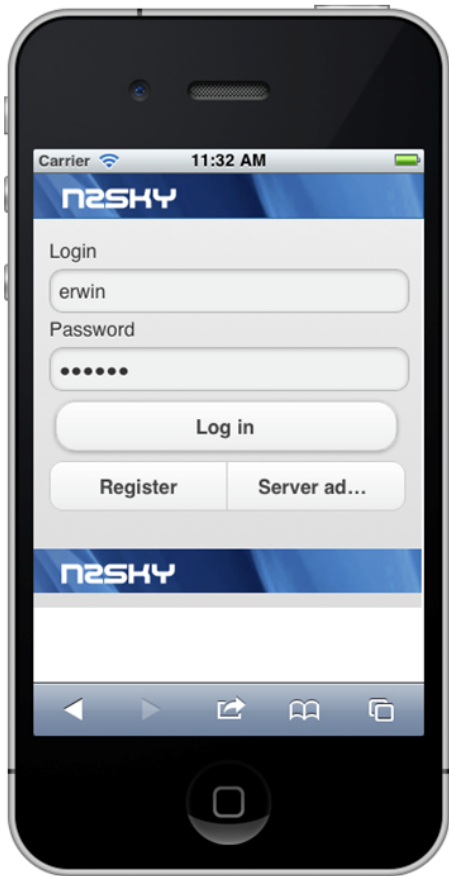 Carrier 11:32 AM
N2SKY
Login
erwin
Password
••••••
Log in
Register Server ad...
N2SKY